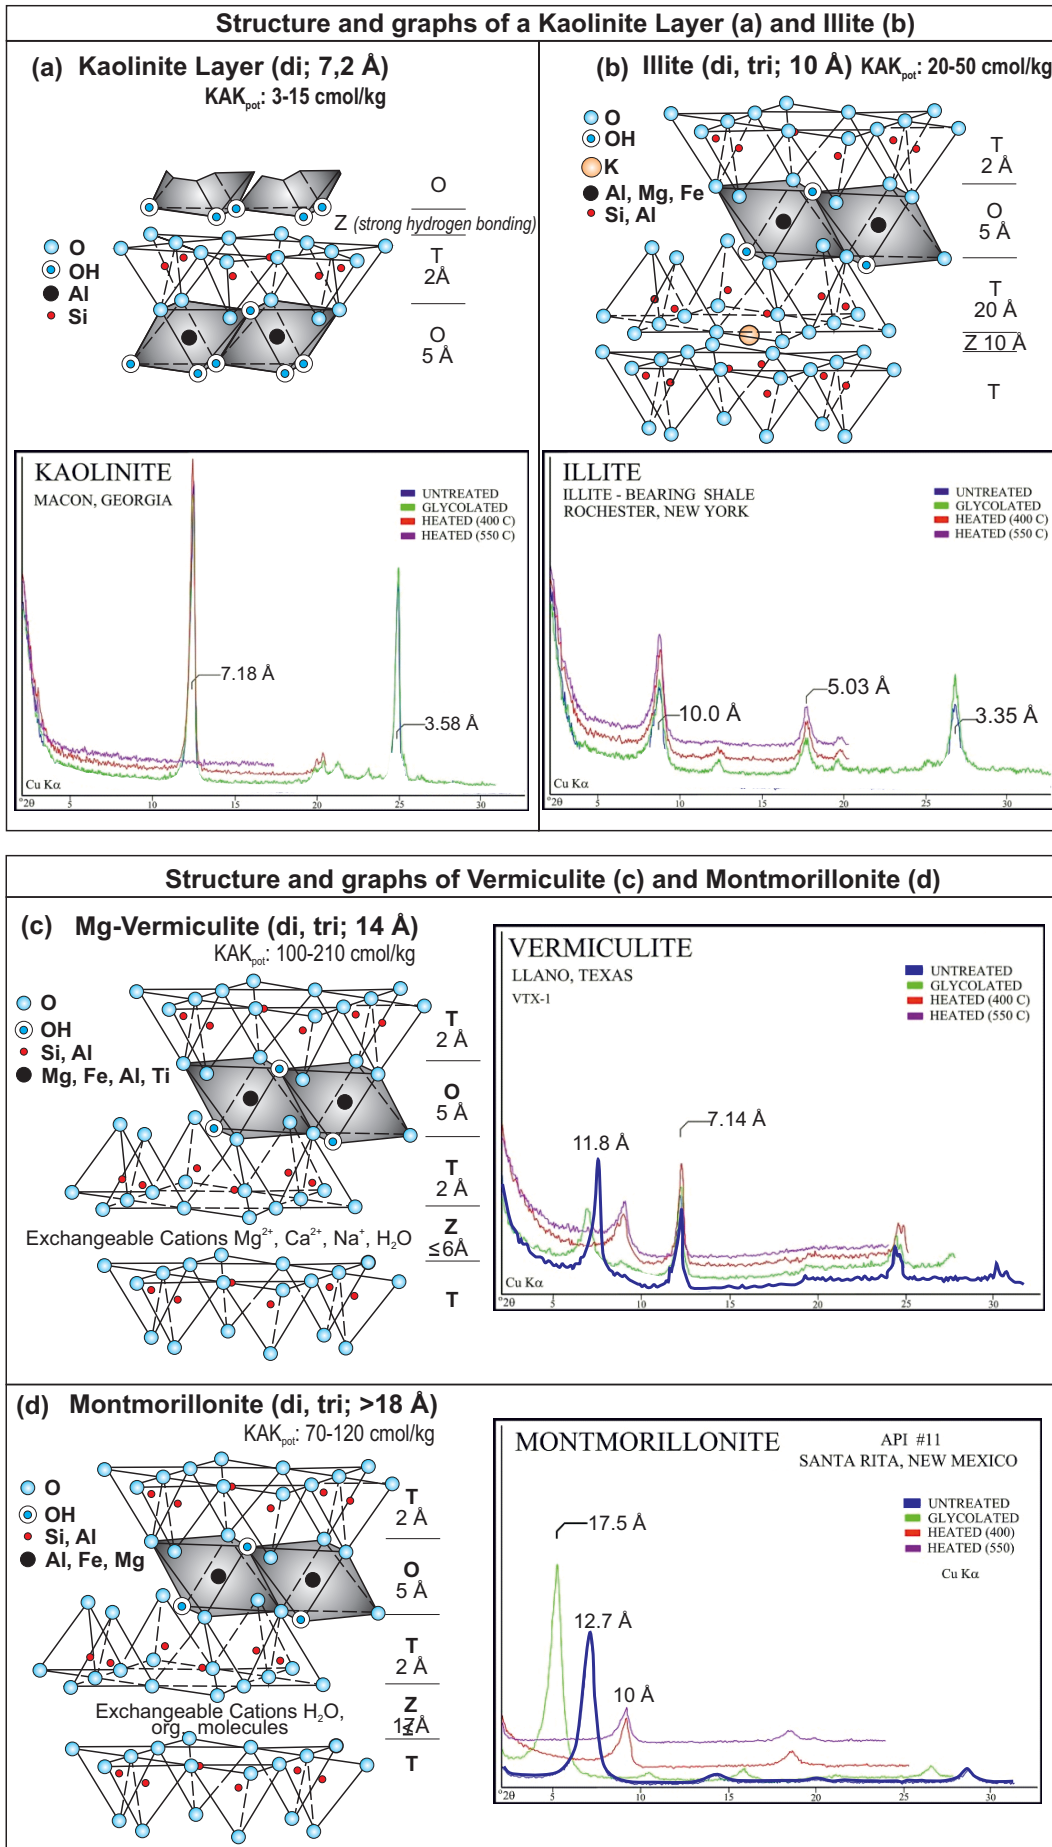 Structure and graphs of a Kaolinite Layer (a) and Illite (b)
(a) Kaolinite Layer (di; 7,2 Å)
KAKpot: 3-15 cmol/kg
O
Z (strong hydrogen bonding)
T
2Å
O
5 Å
O
OH
Al
Si
KAOLINITE
MACON, GEORGIA
UNTREATED
GLYCOLATED
HEATED (400 C)
HEATED (550 C)
7.18 Å
3.58 Å
Cu Kα
°2θ 5 10 15 20 25 30
(b) Illite (di, tri; 10 Å) KAKpot: 20-50 cmol/kg
O
OH
K
Al, Mg, Fe
Si, Al
T
2 Å
O
5 Å
T
20 Å
Z 10 Å
T
ILLITE
ILLITE - BEARING SHALE
ROCHESTER, NEW YORK
UNTREATED
GLYCOLATED
HEATED (400 C)
HEATED (550 C)
10.0 Å
5.03 Å
3.35 Å
Cu Kα
°2θ 5 10 15 20 25 30
Structure and graphs of Vermiculite (c) and Montmorillonite (d)
(c) Mg-Vermiculite (di, tri; 14 Å)
KAKpot: 100-210 cmol/kg
O
OH
Si, Al
Mg, Fe, Al, Ti
T
2 Å
O
5 Å
T
2 Å
Exchangeable Cations Mg²⁺, Ca²⁺, Na⁺, H₂O
Z
≤6Å
T
VERMICULITE
LLANO, TEXAS
VTX-1
UNTREATED
GLYCOLATED
HEATED (400 C)
HEATED (550 C)
11.8 Å
7.14 Å
Cu Kα
°2θ 5 10 15 20 25 30
(d) Montmorillonite (di, tri; >18 Å)
KAKpot: 70-120 cmol/kg
O
OH
Si, Al
Al, Fe, Mg
T
2 Å
O
5 Å
T
2 Å
Exchangeable Cations H₂O,
org. molecules
Z
≤
17Å
T
MONTMORILLONITE
API #11
SANTA RITA, NEW MEXICO
UNTREATED
GLYCOLATED
HEATED (400)
HEATED (550)
Cu Kα
17.5 Å
12.7 Å
10 Å
°2θ 5 10 15 20 25 30